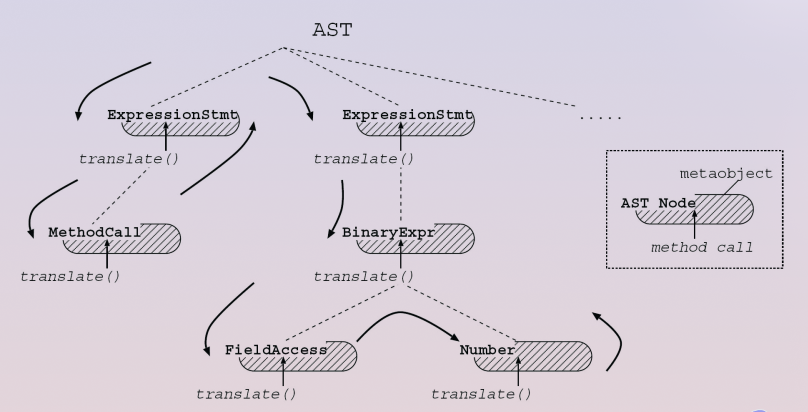 AST
ExpressionStmt
ExpressionStmt
.....
translate()
translate()
metaobject
AST Node
method call
MethodCall
BinaryExpr
translate()
translate()
FieldAccess
Number
translate()
translate()